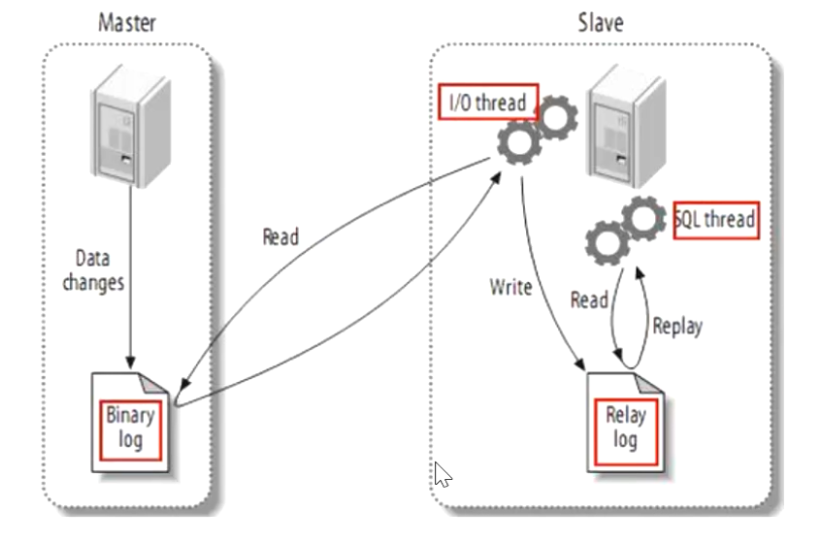 Master
Slave
I/O thread
SQL thread
Read
Data
changes
Write
Read
Replay
Binary
log
Relay
log